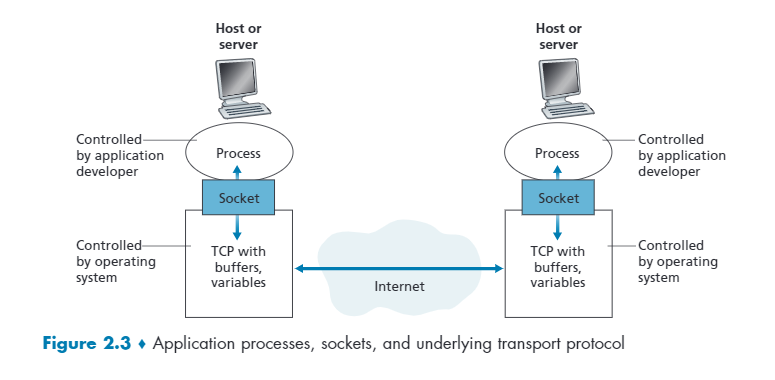 Host or
server
Host or
server
Controlled
by application
developer
Process
Process
Controlled
by application
developer
Socket
Socket
Controlled
by operating
system
TCP with
buffers,
variables
Internet
TCP with
buffers,
variables
Controlled
by operating
system
Figure 2.3 ♦ Application processes, sockets, and underlying transport protocol